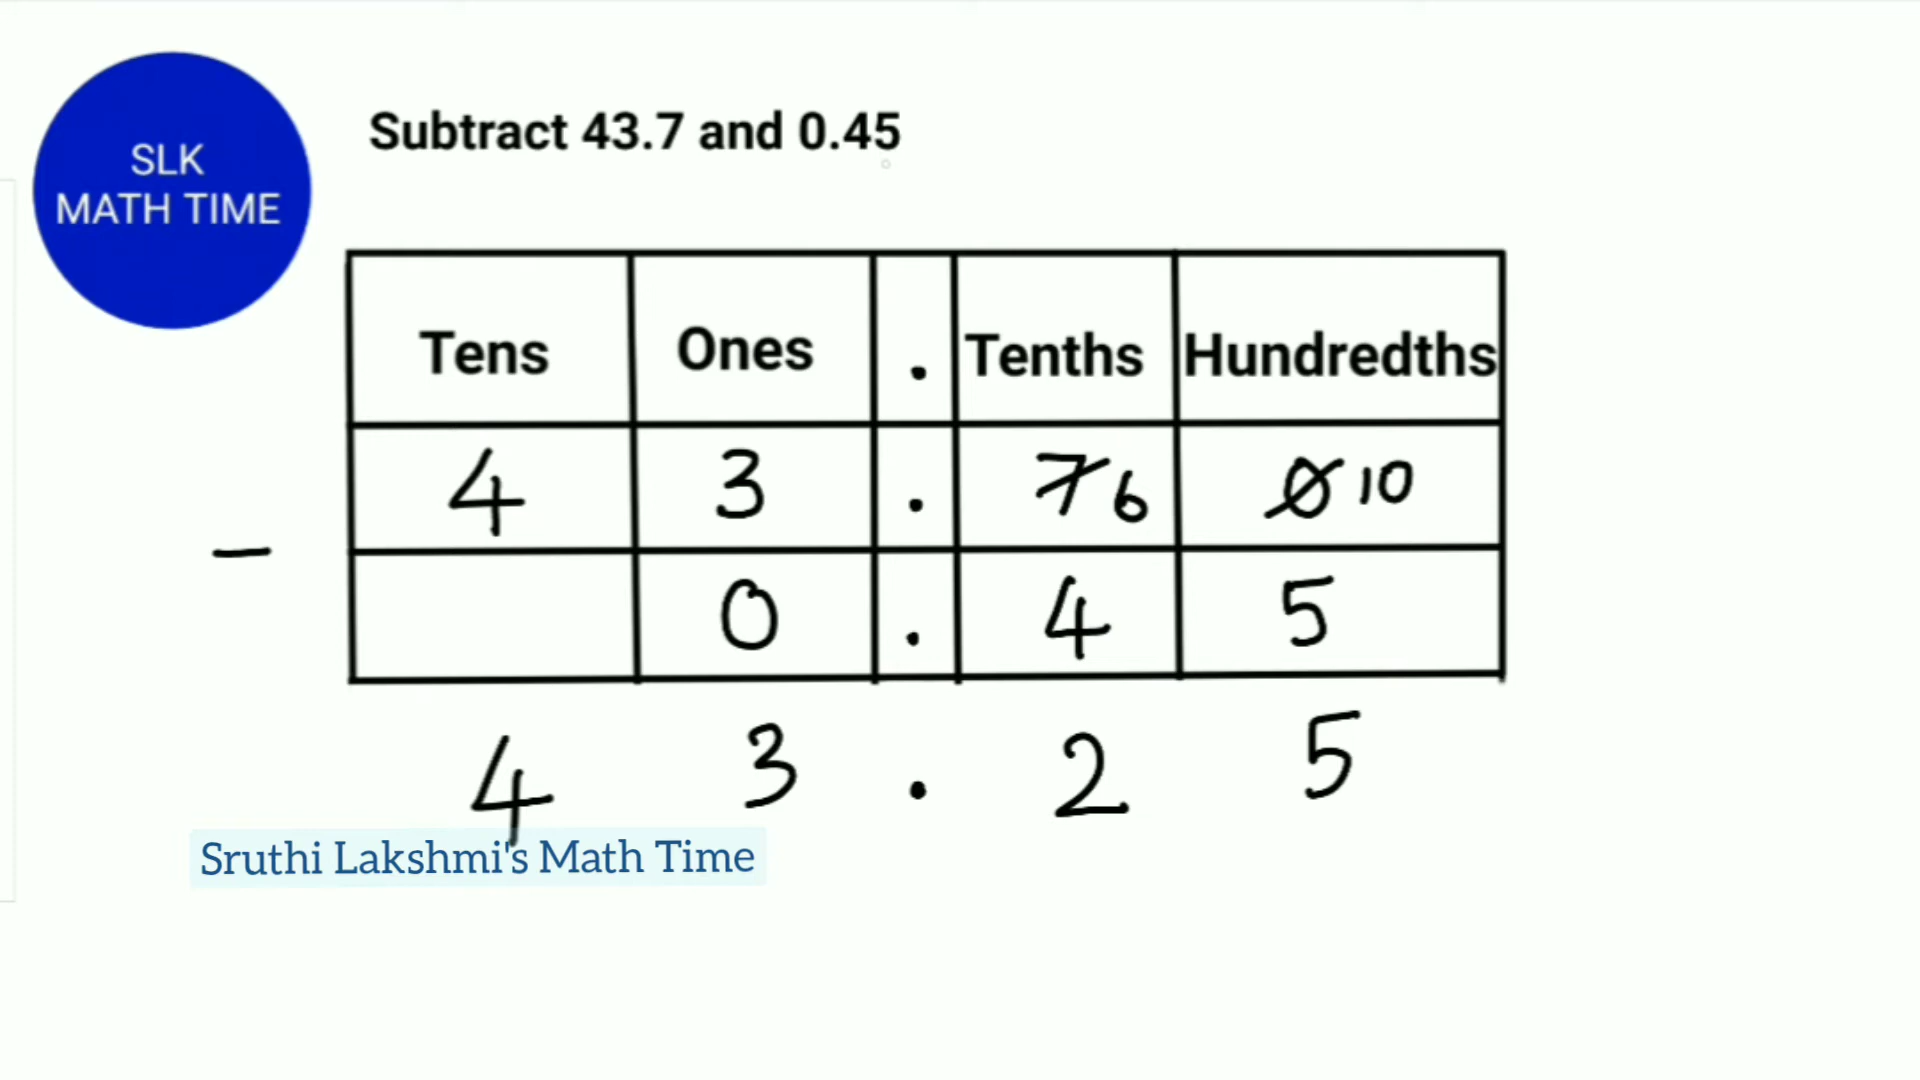 SLK
MATH TIME
Subtract 43.7 and 0.45
Tens Ones . Tenths Hundredths
4 3 . 7 6 0 10
−
0 . 4 5
4 3 . 2 5
Sruthi Lakshmi's Math Time